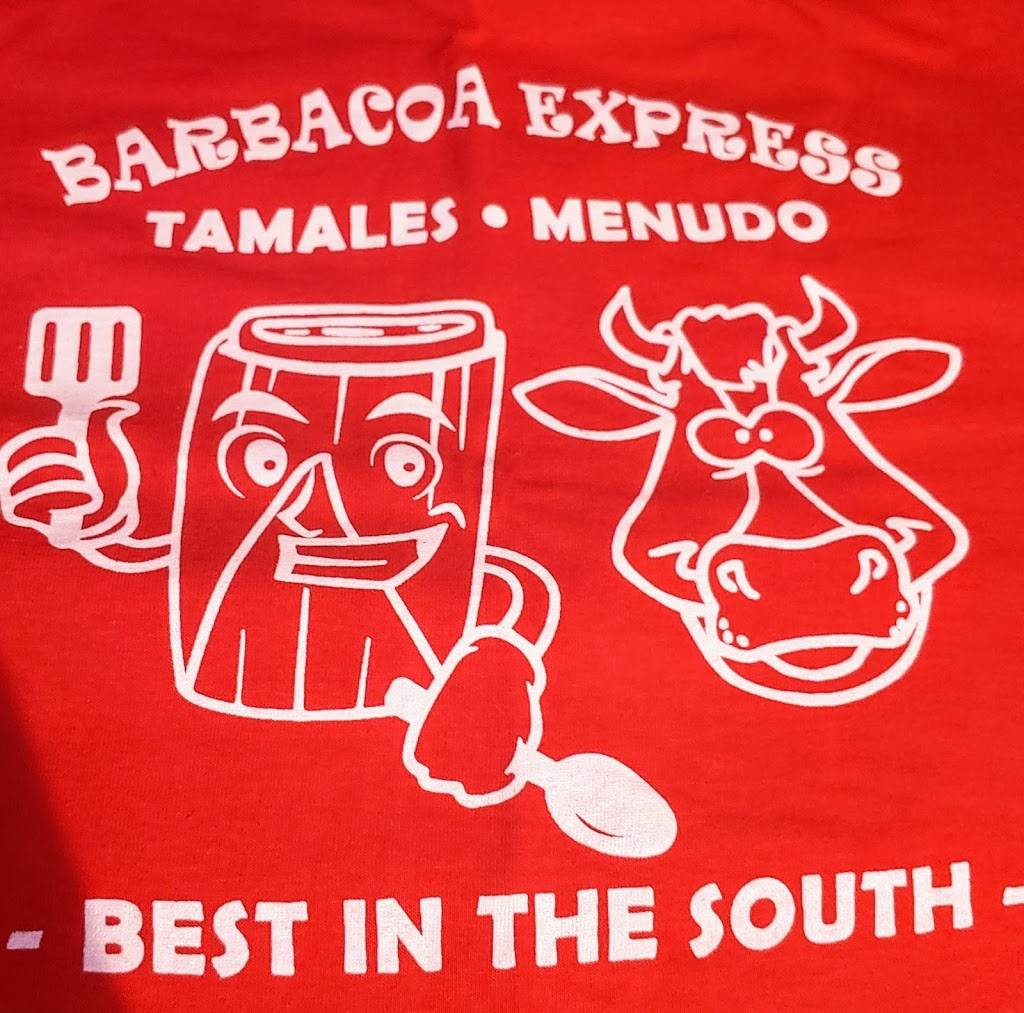 BARBACOA EXPRESS
TAMALES • MENUDO
- BEST IN THE SOUTH -